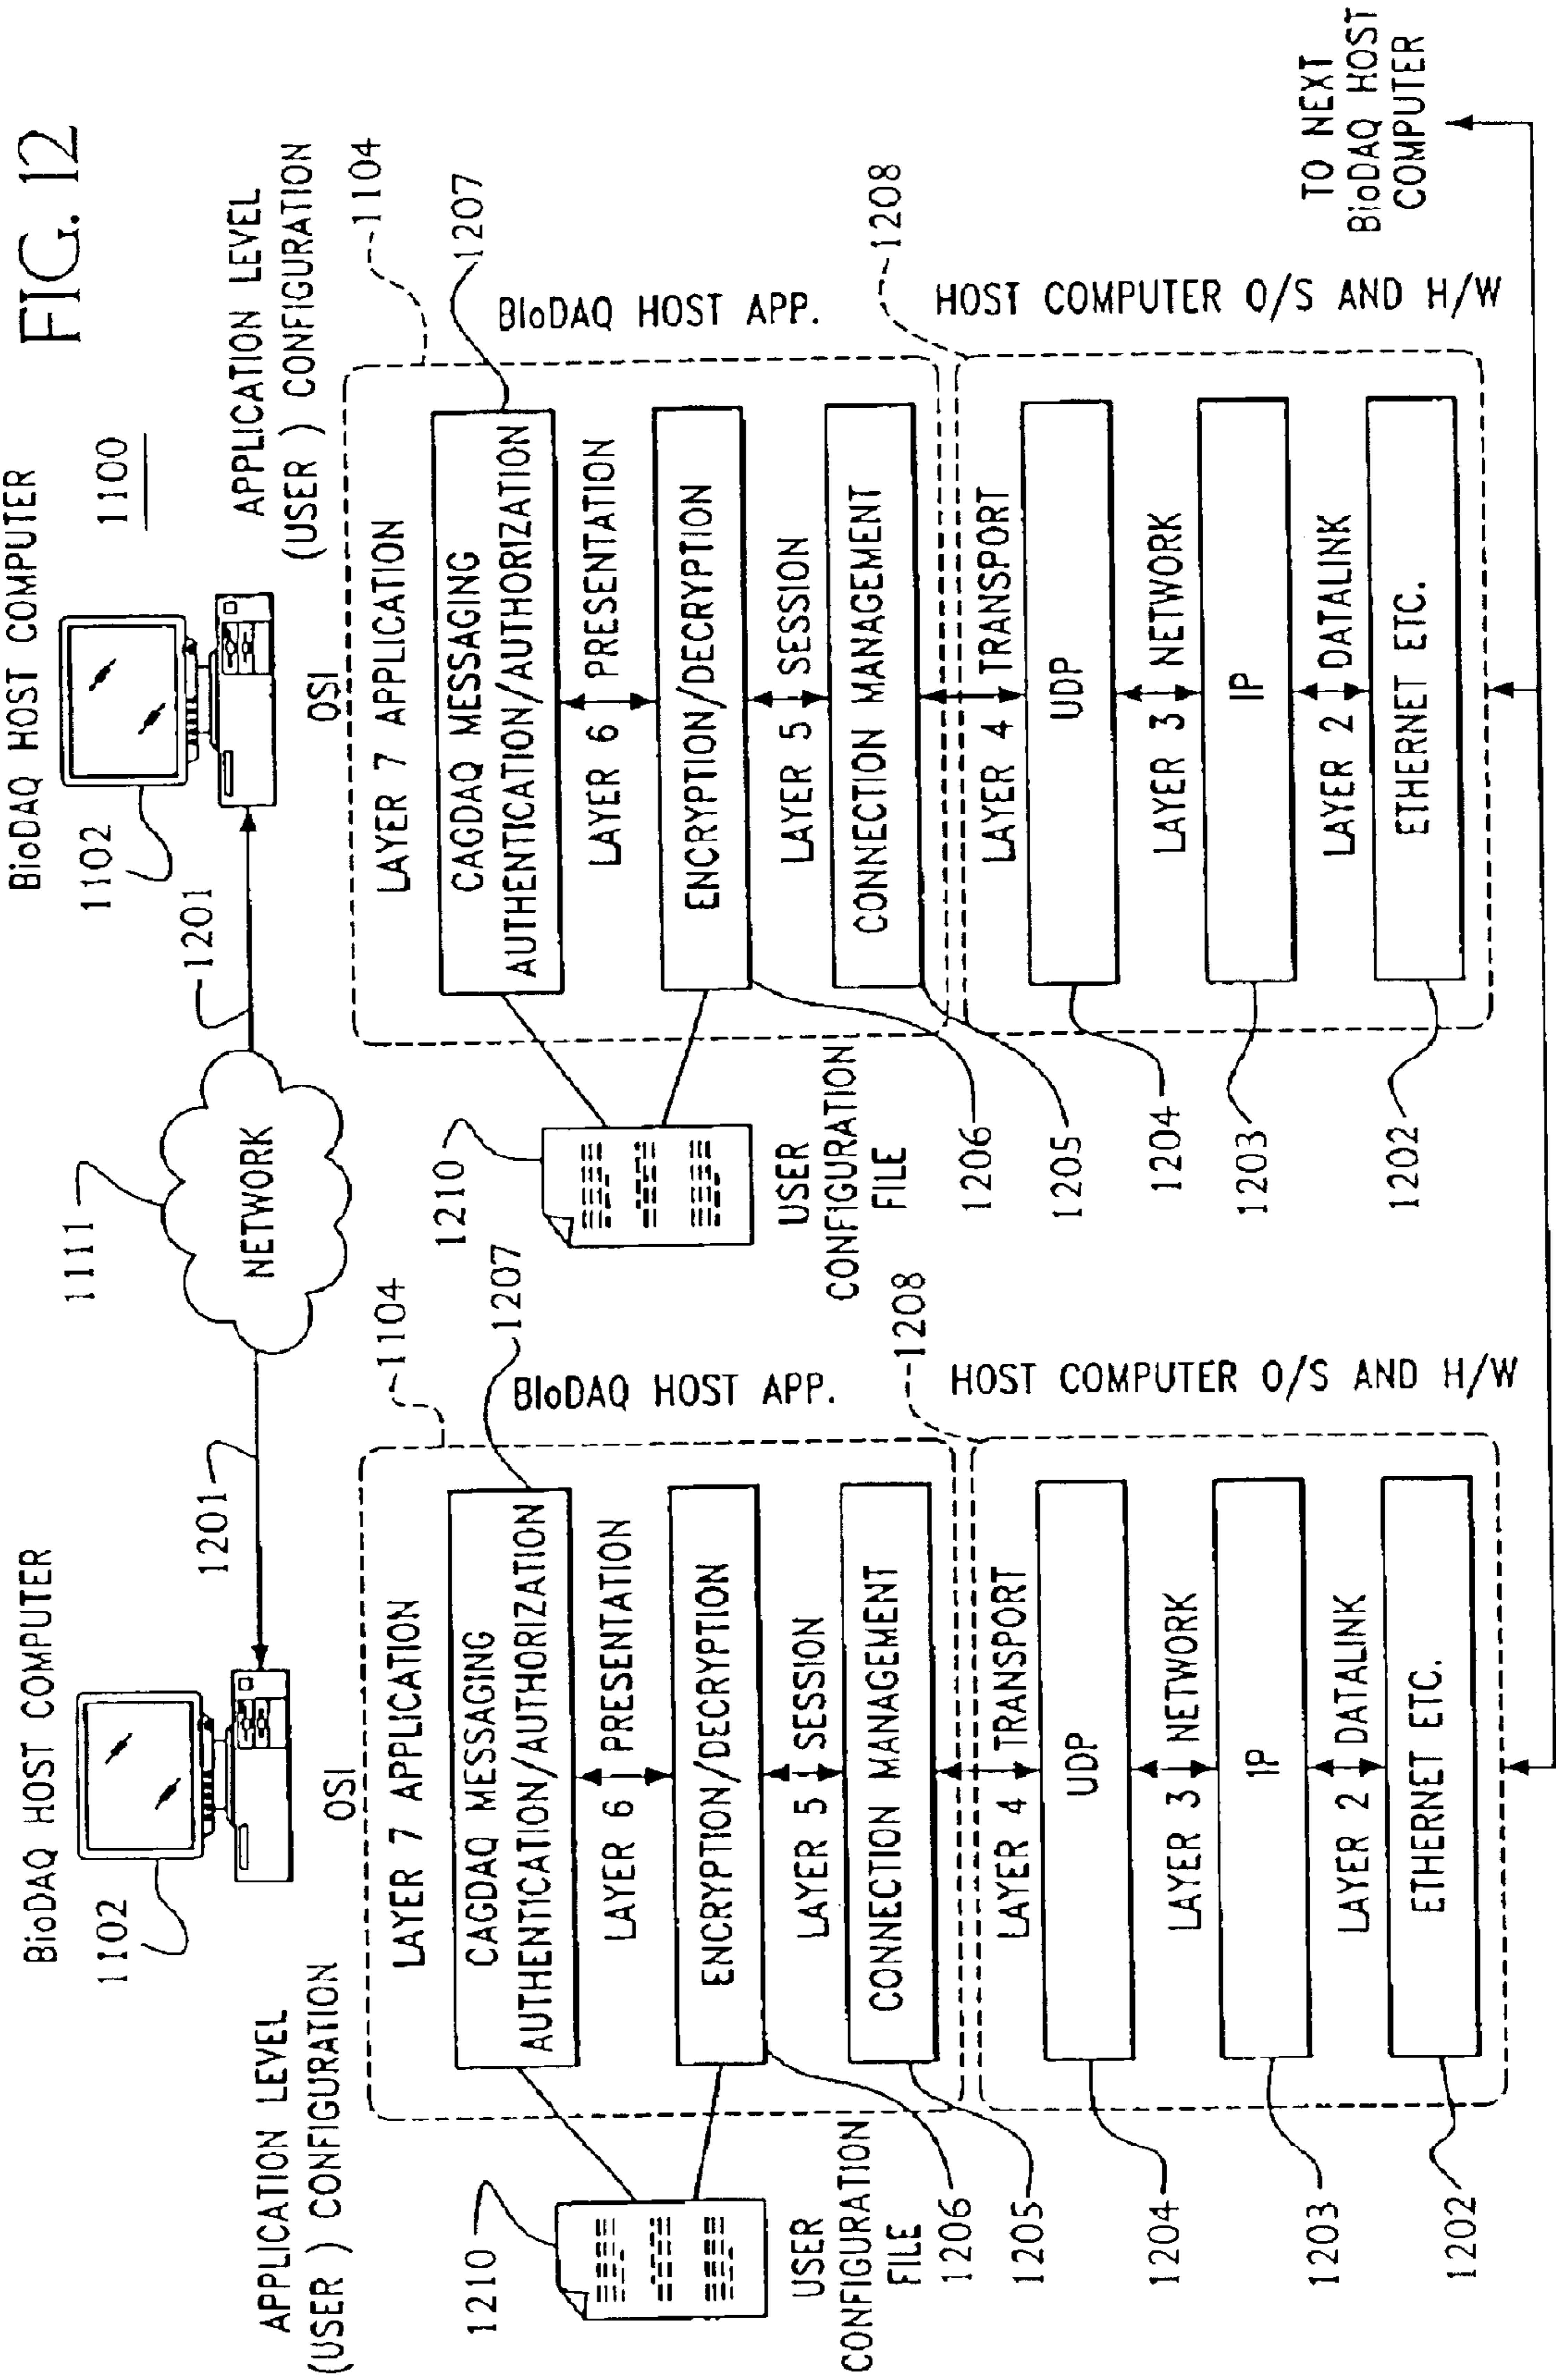 FIG. 12
1100
BioDAQ HOST COMPUTER
1102
1201
1111
NETWORK
1201
BioDAQ HOST COMPUTER
1102
APPLICATION LEVEL
(USER ) CONFIGURATION
OSI
LAYER 7 APPLICATION
CAGDAQ MESSAGING
AUTHENTICATION/AUTHORIZATION
LAYER 6 PRESENTATION
ENCRYPTION/DECRYPTION
LAYER 5 SESSION
CONNECTION MANAGEMENT
LAYER 4 TRANSPORT
UDP
LAYER 3 NETWORK
IP
LAYER 2 DATALINK
ETHERNET ETC.
1104
1207
BIoDAQ HOST APP.
1208
HOST COMPUTER O/S AND H/W
1210
USER
CONFIGURATION
FILE
1206
1205
1204
1203
1202
APPLICATION LEVEL
(USER ) CONFIGURATION
OSI
LAYER 7 APPLICATION
CAGDAQ MESSAGING
AUTHENTICATION/AUTHORIZATION
LAYER 6 PRESENTATION
ENCRYPTION/DECRYPTION
LAYER 5 SESSION
CONNECTION MANAGEMENT
LAYER 4 TRANSPORT
UDP
LAYER 3 NETWORK
IP
LAYER 2 DATALINK
ETHERNET ETC.
1104
1207
BIoDAQ HOST APP.
1208
HOST COMPUTER O/S AND H/W
1210
USER
CONFIGURATION
FILE
1206
1205
1204
1203
1202
TO NEXT
BioDAQ HOST
COMPUTER